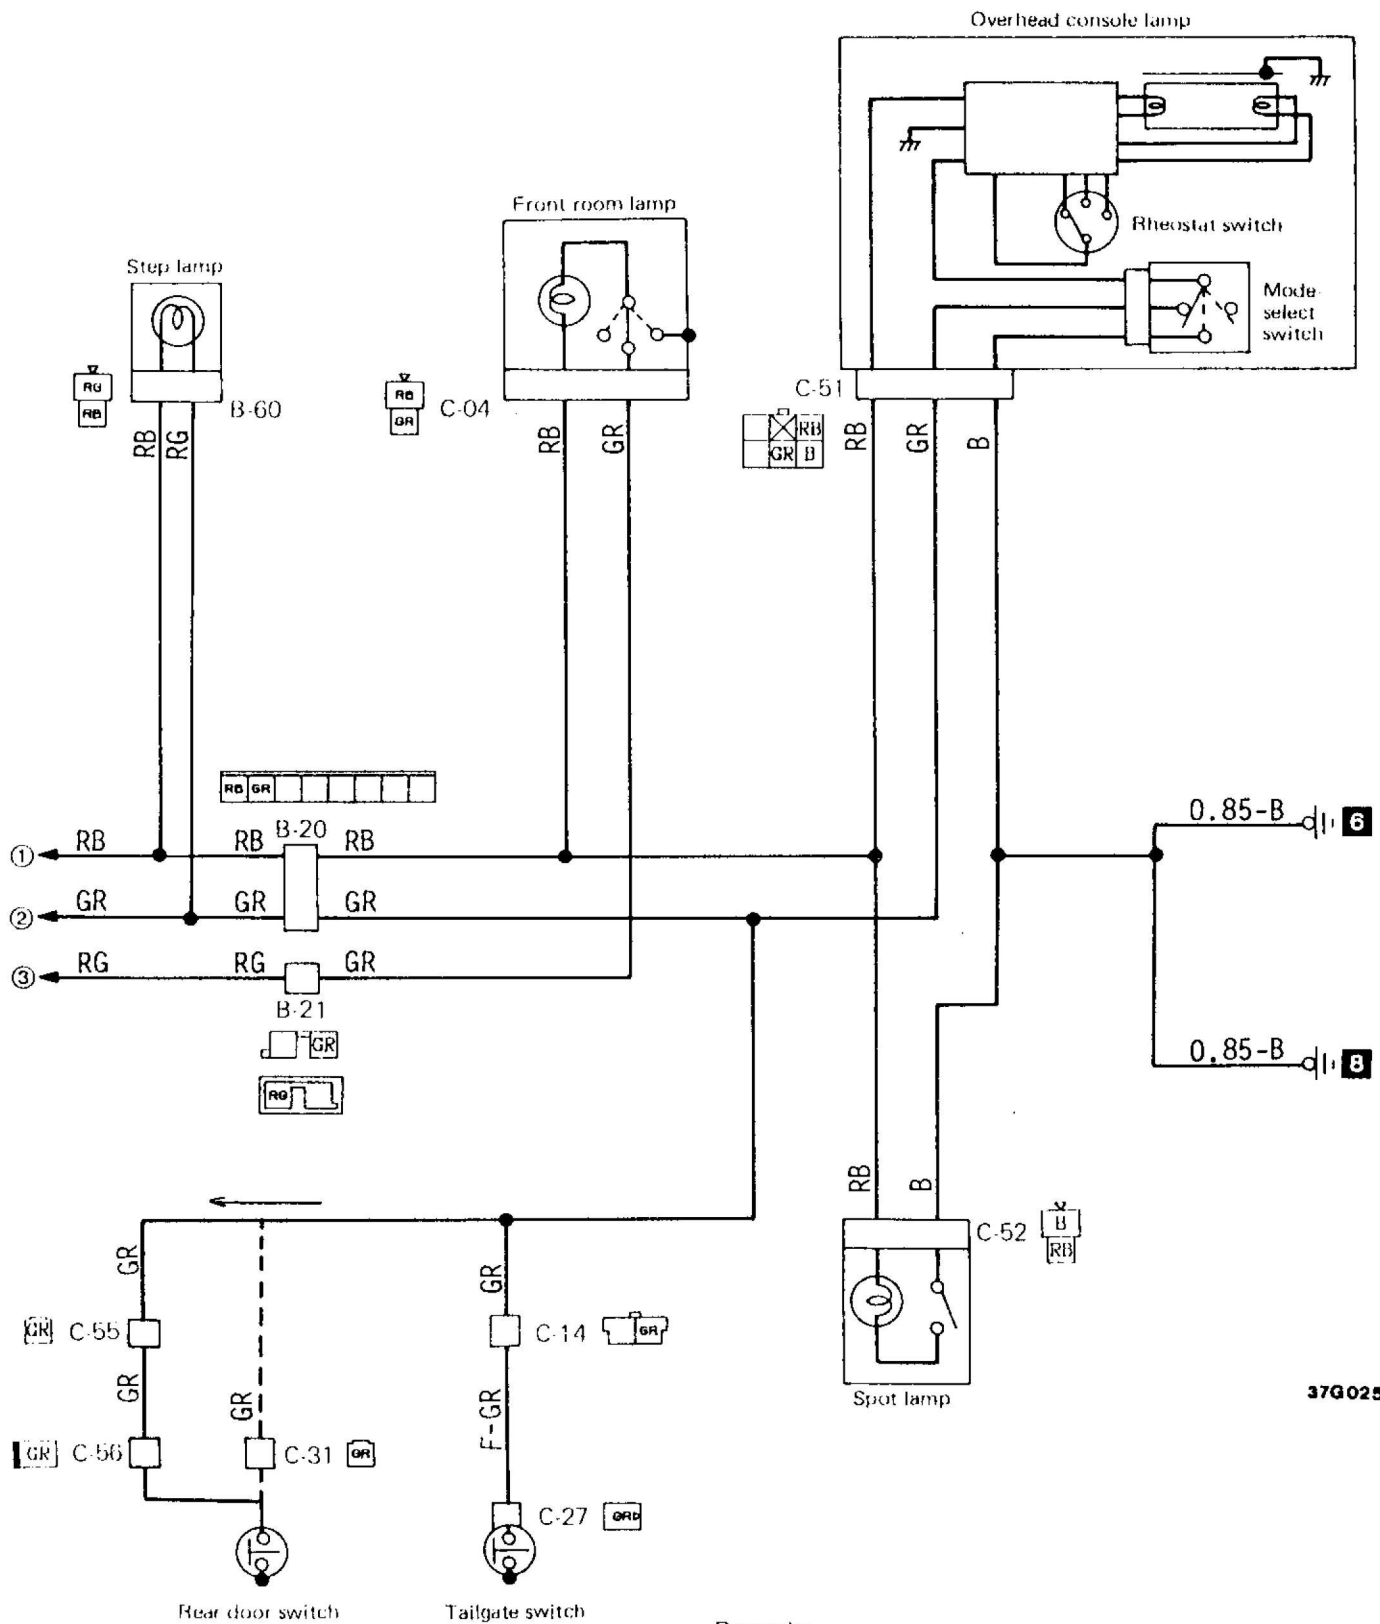 Overhead console lamp
Front room lamp
Rheostat switch
Step lamp
Mode-
select
switch
RG
RB
B-60
RB
GR
C-04
C-51
RB
GR B
RB
RG
RB
GR
RB
GR
B
RB GR
B-20
① RB RB RB
② GR GR GR
③ RG RG GR
B-21
GR
RG
0.85-B 6
0.85-B 8
RB
B
C-52
B
RB
GR
GR
GR C-55
C-14 GR
GR
GR
F-GR
GR C-56
C-31 GR
C-27
Spot lamp
37G025
Rear door switch
Tailgate switch